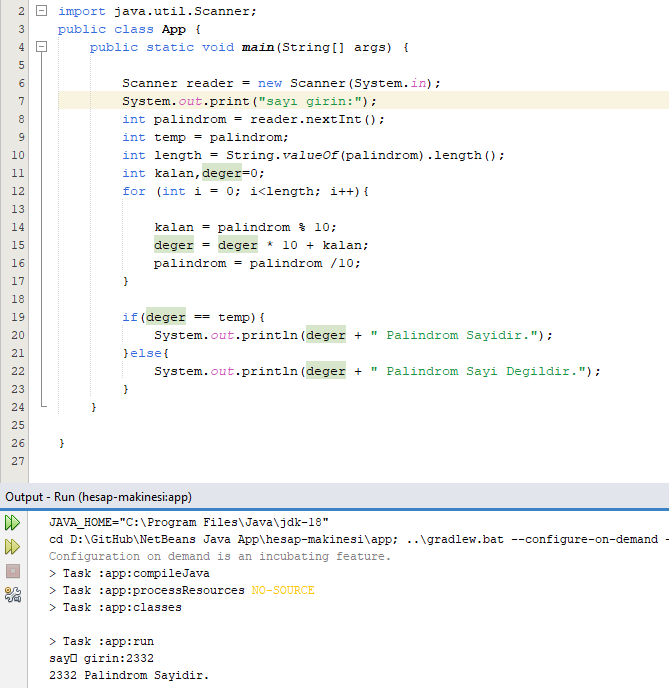 2 import java.util.Scanner;
3 public class App {
4 public static void main(String[] args) {
5
6 Scanner reader = new Scanner(System.in);
7 System.out.print("sayı girin:");
8 int palindrom = reader.nextInt();
9 int temp = palindrom;
10 int length = String.valueOf(palindrom).length();
11 int kalan,deger=0;
12 for (int i = 0; i<length; i++){
13
14 kalan = palindrom % 10;
15 deger = deger * 10 + kalan;
16 palindrom = palindrom /10;
17 }
18
19 if(deger == temp){
20 System.out.println(deger + " Palindrom Sayidir.");
21 }else{
22 System.out.println(deger + " Palindrom Sayi Degildir.");
23 }
24 }
25
26 }
27
Output - Run (hesap-makinesi:app)
JAVA_HOME="C:\Program Files\Java\jdk-18"
cd D:\GitHub\NetBeans Java App\hesap-makinesi\app; ..\gradlew.bat --configure-on-demand -
Configuration on demand is an incubating feature.
> Task :app:compileJava
> Task :app:processResources NO-SOURCE
> Task :app:classes
> Task :app:run
say□ girin:2332
2332 Palindrom Sayidir.